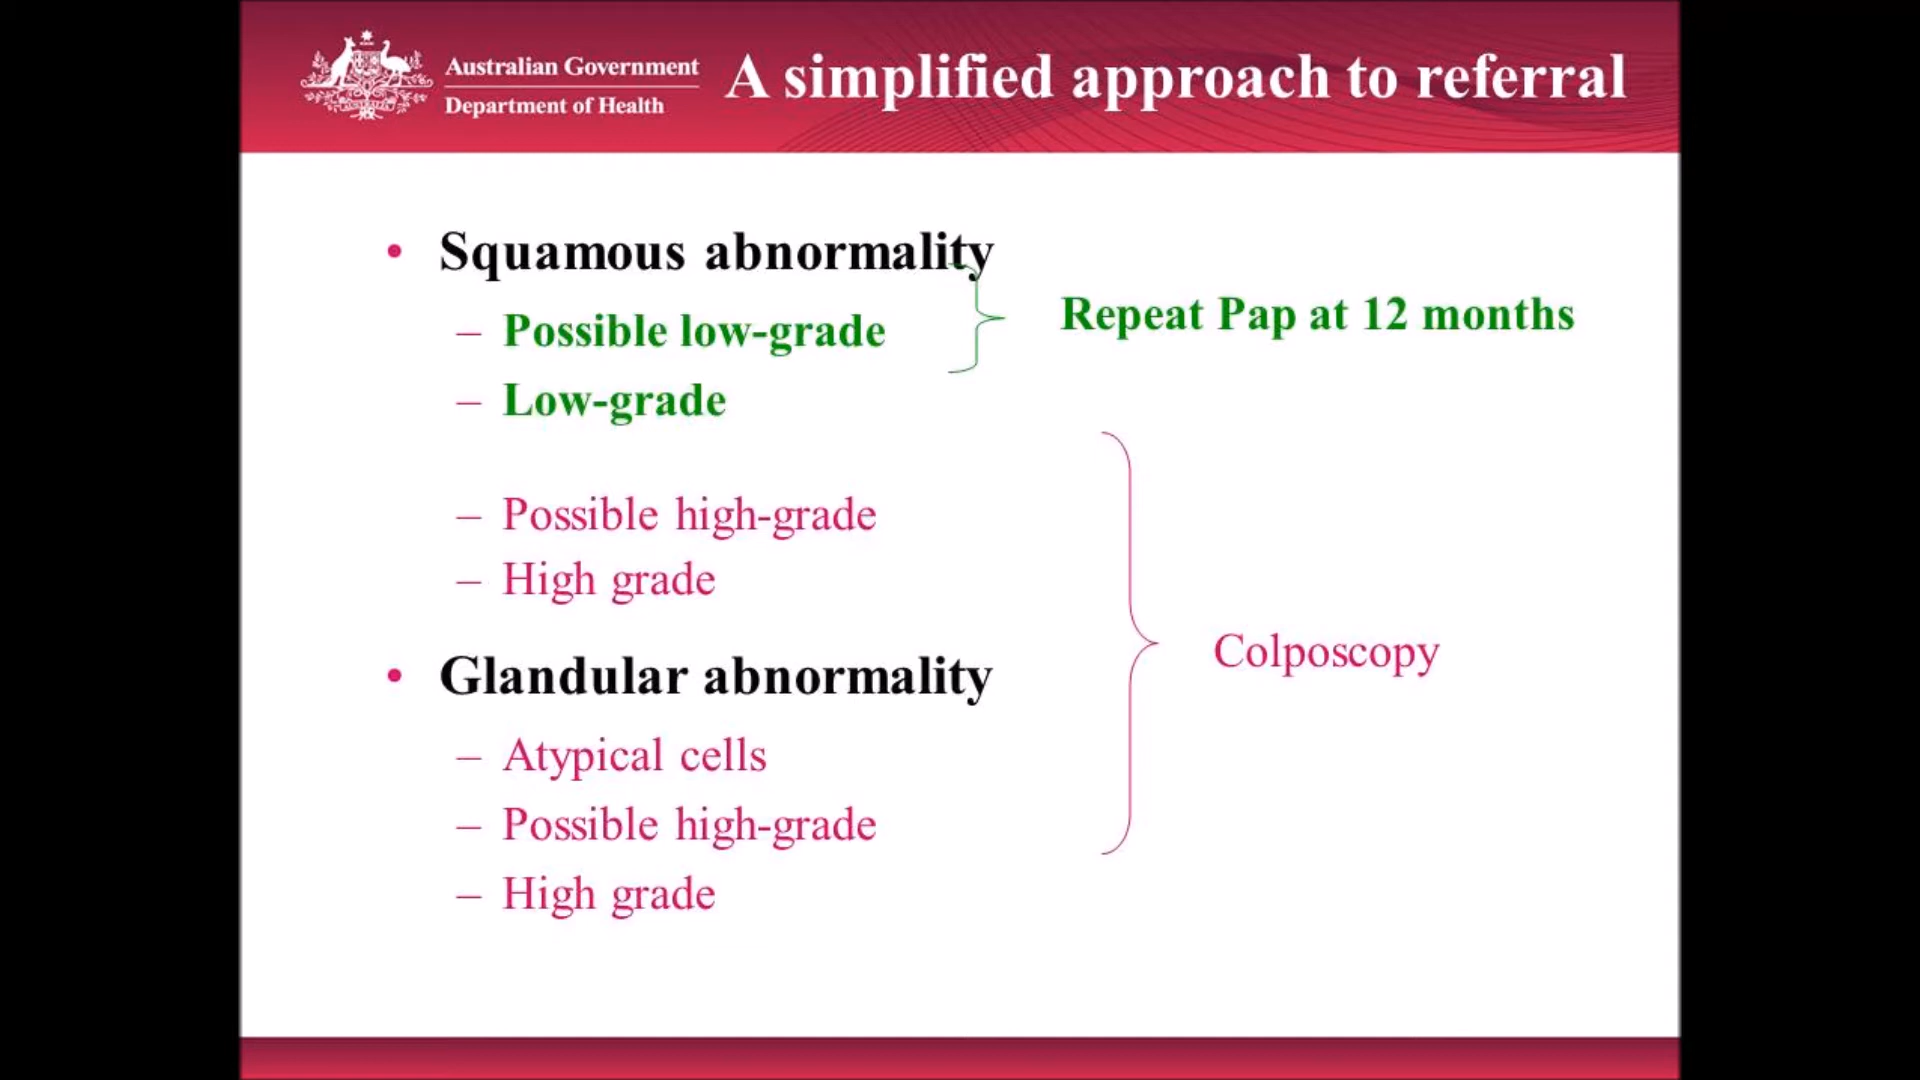 Australian Government
Department of Health
A simplified approach to referral
• Squamous abnormality
– Possible low-grade
– Low-grade
Repeat Pap at 12 months
– Possible high-grade
– High grade
• Glandular abnormality
– Atypical cells
– Possible high-grade
– High grade
Colposcopy